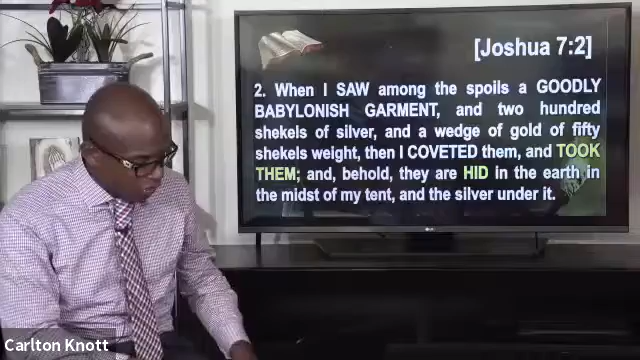 [Joshua 7:2]
2. When I SAW among the spoils a GOODLY
BABYLONISH GARMENT, and two hundred
shekels of silver, and a wedge of gold of fifty
shekels weight, then I COVETED them, and TOOK
THEM; and, behold, they are HID in the earth in
the midst of my tent, and the silver under it.
LG
Carlton Knott